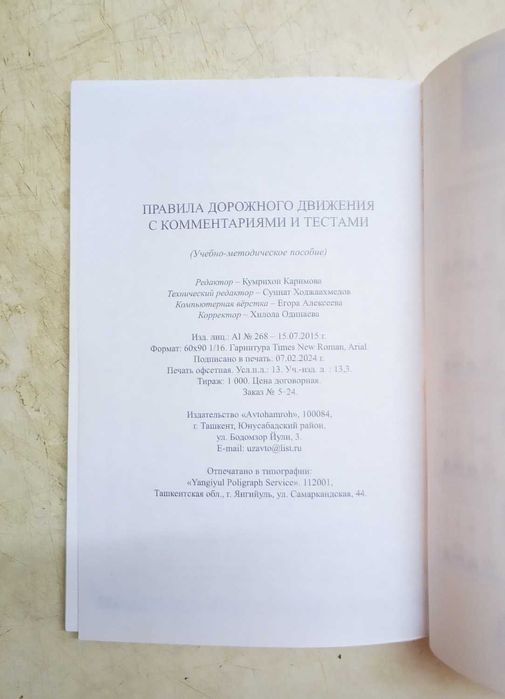 ПРАВИЛА ДОРОЖНОГО ДВИЖЕНИЯ
С КОММЕНТАРИЯМИ И ТЕСТАМИ
(Учебно-методическое пособие)
Редактор – Кумрихон Каримова
Технический редактор – Суннат Ходжаахмедов
Компьютерная вёрстка – Егора Алексеева
Корректор – Хилола Одинаева
Изд. лиц.: AI № 268 – 15.07.2015 г.
Формат: 60х90 1/16. Гарнитура Times New Roman, Arial.
Подписано в печать: 07.02.2024 г.
Печать офсетная. Усл.п.л.: 13. Уч.-изд. л. : 13,3.
Тираж: 1 000. Цена договорная.
Заказ № 5-24.
Издательство «Avtohamroh», 100084,
г. Ташкент, Юнусабадский район,
ул. Бодомзор Йули, 3.
E-mail: uzavto@list.ru
Отпечатано в типографии:
«Yangiyul Poligraph Service». 112001,
Ташкентская обл., г. Янгийуль, ул. Самаркандская, 44.